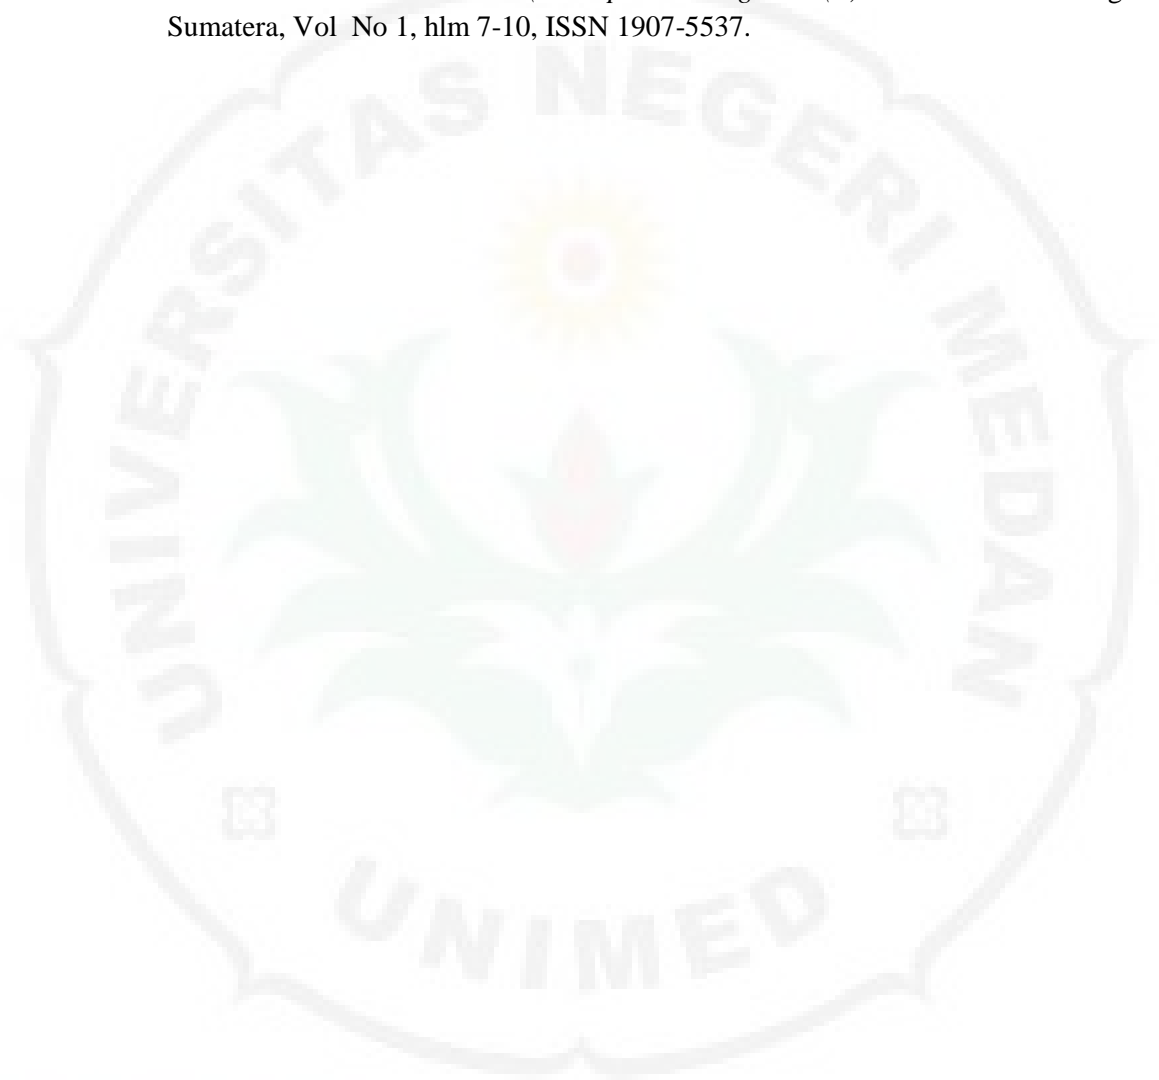 Sumatera, Vol  No 1, hlm 7-10, ISSN 1907-5537.
UNIVERSITAS NEGERI MEDAN
UNIMED